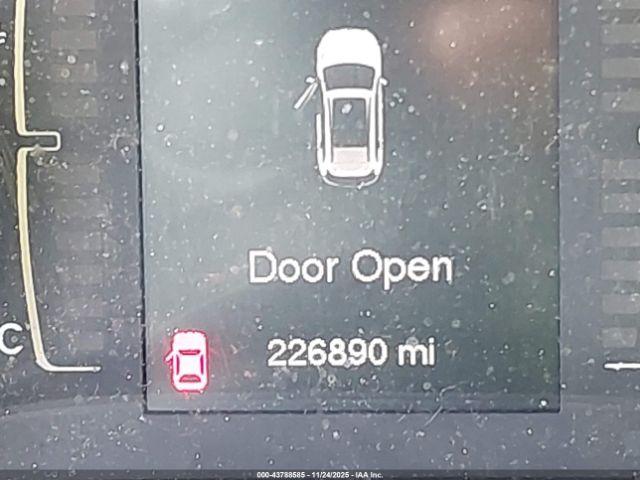 Door Open
226890 mi
C
000-43788585 - 11/24/2025 - IAA Inc.